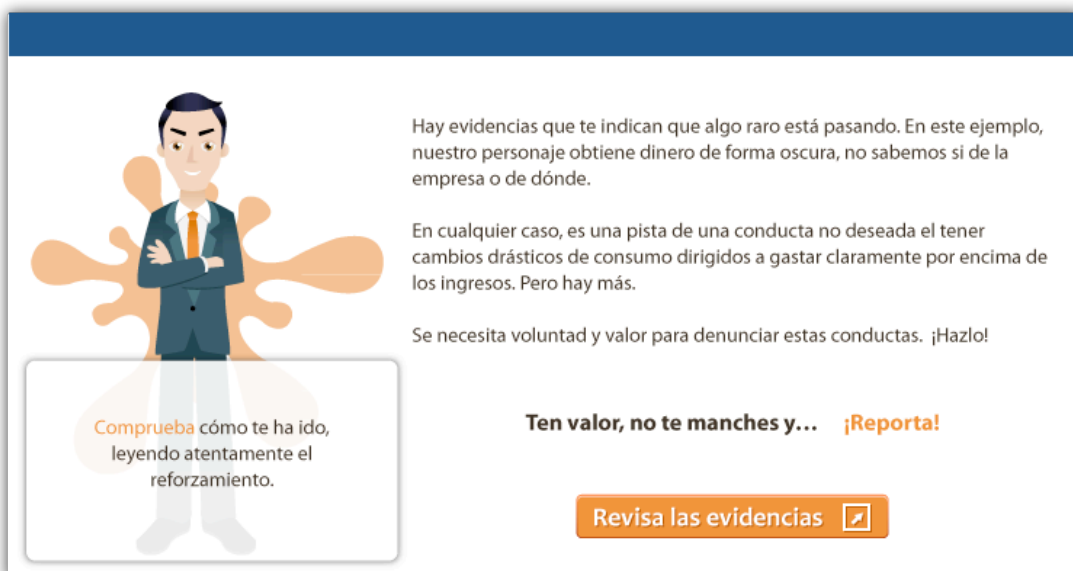 Hay evidencias que te indican que algo raro está pasando. En este ejemplo,
nuestro personaje obtiene dinero de forma oscura, no sabemos si de la
empresa o de dónde.
En cualquier caso, es una pista de una conducta no deseada el tener
cambios drásticos de consumo dirigidos a gastar claramente por encima de
los ingresos. Pero hay más.
Se necesita voluntad y valor para denunciar estas conductas. ¡Hazlo!
Comprueba cómo te ha ido,
leyendo atentamente el
reforzamiento.
Ten valor, no te manches y… ¡Reporta!
Revisa las evidencias